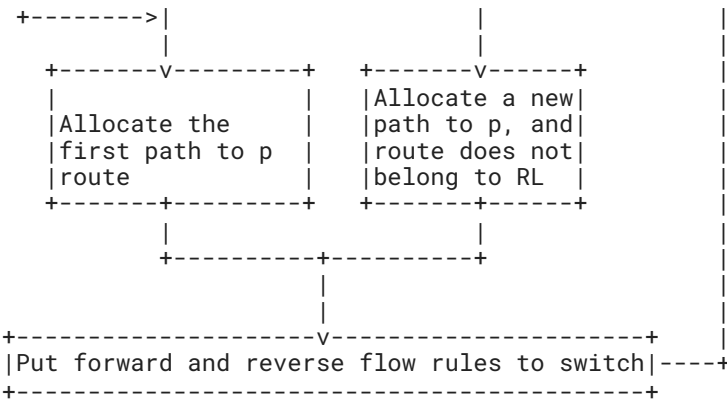 Allocate the
first path to p
route
Allocate a new
path to p, and
route does not
belong to RL
Put forward and reverse flow rules to switch